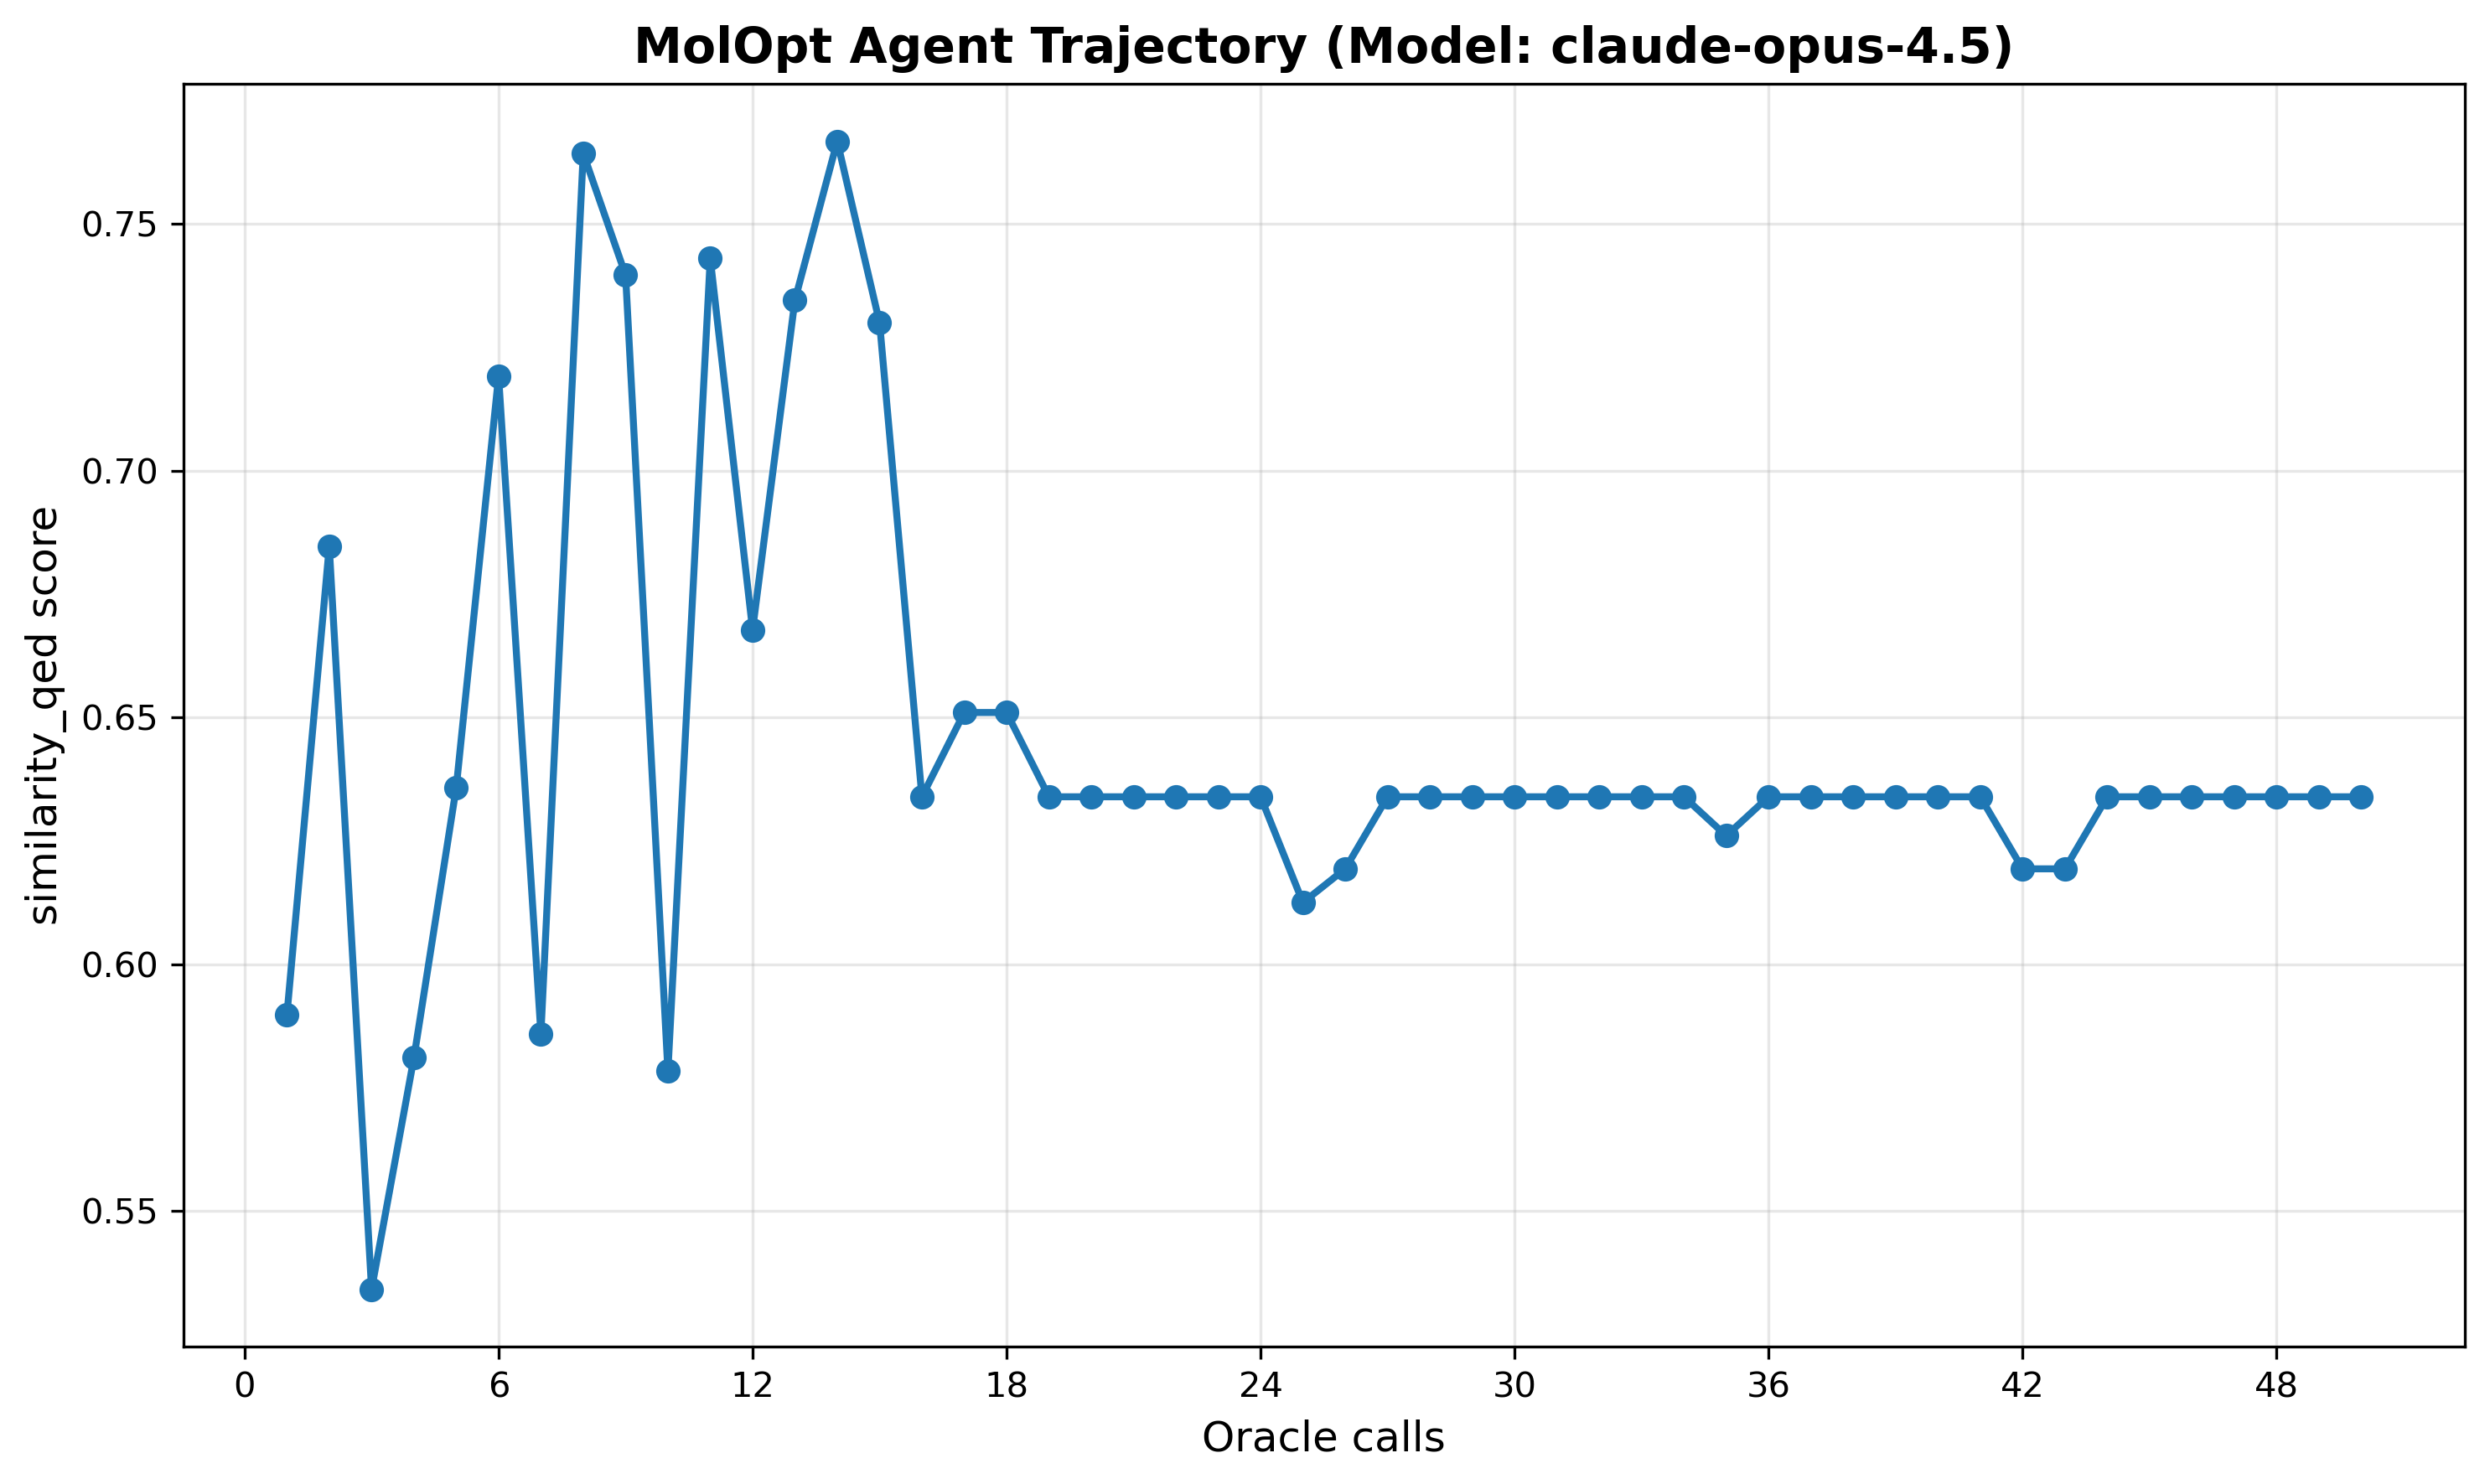 MolOpt Agent Trajectory (Model: claude-opus-4.5)
similarity_qed score
0.75
0.70
0.65
0.60
0.55
0 6 12 18 24 30 36 42 48
Oracle calls